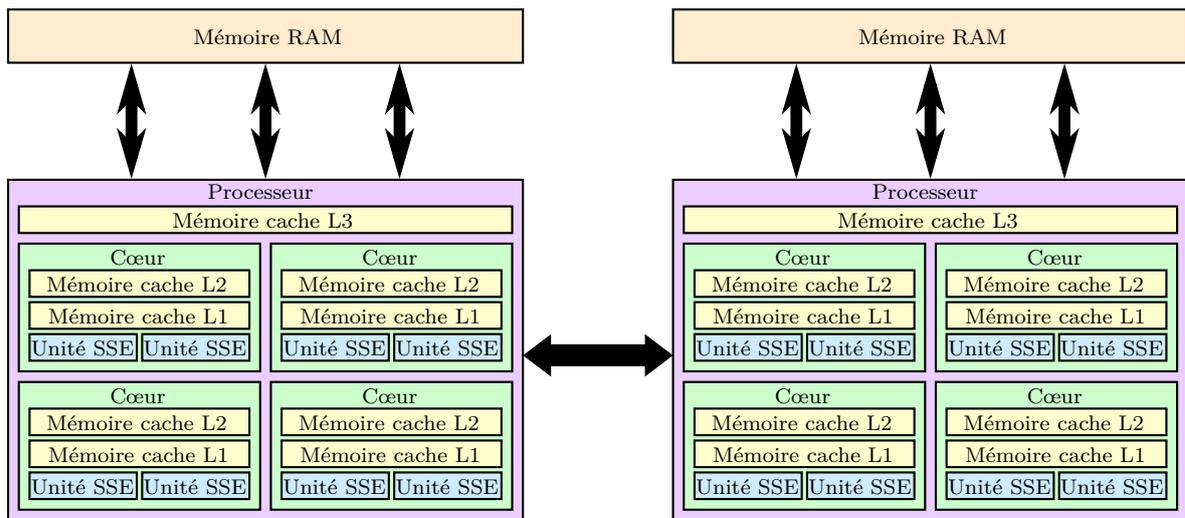 Mémoire RAM
Mémoire RAM
Processeur
Mémoire cache L3
Cœur
Cœur
Mémoire cache L2
Mémoire cache L2
Mémoire cache L1
Mémoire cache L1
Unité SSE Unité SSE
Unité SSE Unité SSE
Cœur
Cœur
Mémoire cache L2
Mémoire cache L2
Mémoire cache L1
Mémoire cache L1
Unité SSE Unité SSE
Unité SSE Unité SSE
Processeur
Mémoire cache L3
Cœur
Cœur
Mémoire cache L2
Mémoire cache L2
Mémoire cache L1
Mémoire cache L1
Unité SSE Unité SSE
Unité SSE Unité SSE
Cœur
Cœur
Mémoire cache L2
Mémoire cache L2
Mémoire cache L1
Mémoire cache L1
Unité SSE Unité SSE
Unité SSE Unité SSE